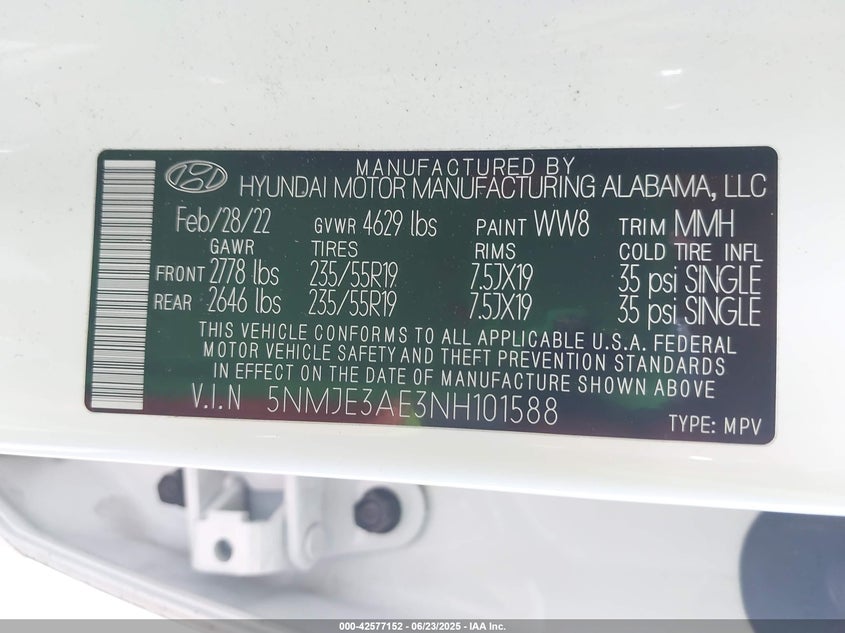 MANUFACTURED BY
HYUNDAI MOTOR MANUFACTURING ALABAMA, LLC
Feb/28/22 GVWR 4629 lbs PAINT WW8 TRIM MMH
GAWR TIRES RIMS COLD TIRE INFL
FRONT 2778 lbs 235/55R19 7.5JX19 35 psi SINGLE
REAR 2646 lbs 235/55R19 7.5JX19 35 psi SINGLE
THIS VEHICLE CONFORMS TO ALL APPLICABLE U.S.A. FEDERAL
MOTOR VEHICLE SAFETY AND THEFT PREVENTION STANDARDS
IN EFFECT ON THE DATE OF MANUFACTURE SHOWN ABOVE
V.I.N 5NMJE3AE3NH101588
TYPE: MPV
000-42577152 - 06/23/2025 - IAA Inc.